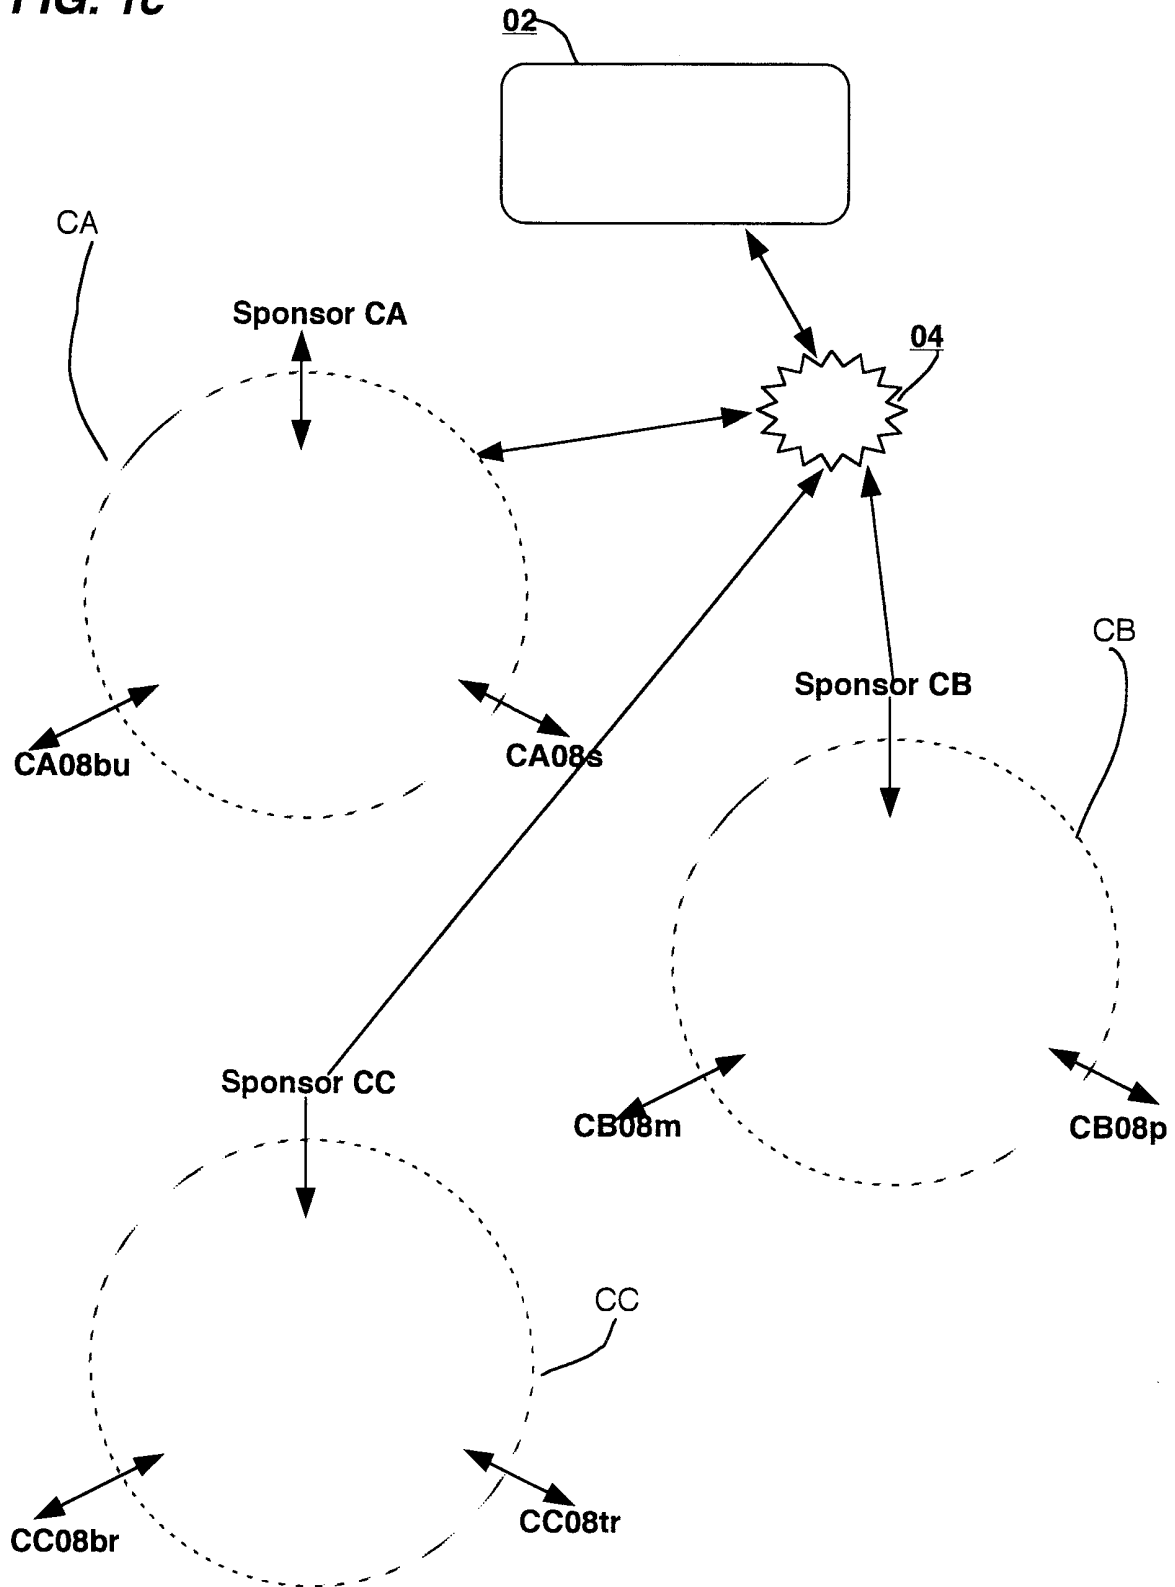 FIG. 1c
02
CA
Sponsor CA
04
CB
Sponsor CB
CA08bu
CA08s
Sponsor CC
CB08m
CB08p
CC
CC08br
CC08tr